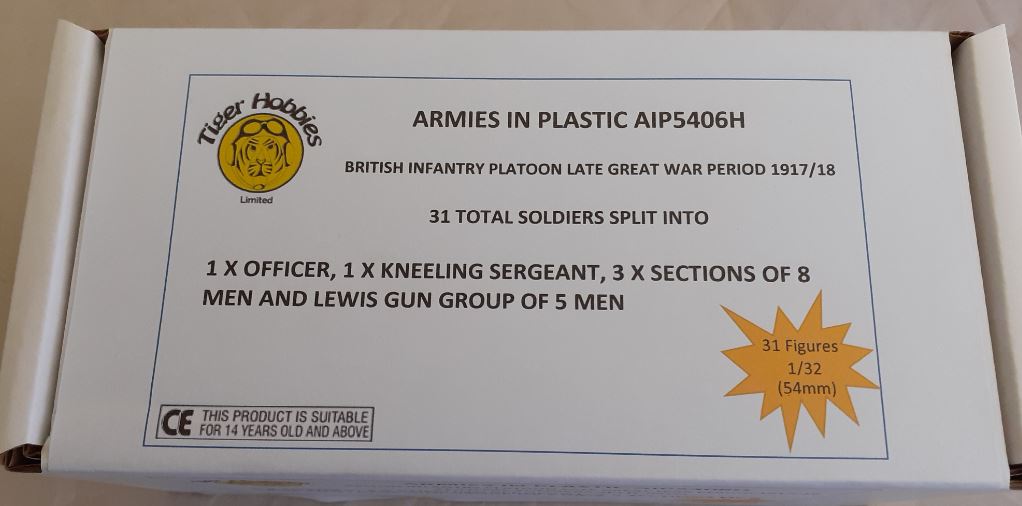 Tiger Hobbies
Limited
ARMIES IN PLASTIC AIP5406H
BRITISH INFANTRY PLATOON LATE GREAT WAR PERIOD 1917/18
31 TOTAL SOLDIERS SPLIT INTO
1 X OFFICER, 1 X KNEELING SERGEANT, 3 X SECTIONS OF 8
MEN AND LEWIS GUN GROUP OF 5 MEN
31 Figures
1/32
(54mm)
CE THIS PRODUCT IS SUITABLE
FOR 14 YEARS OLD AND ABOVE